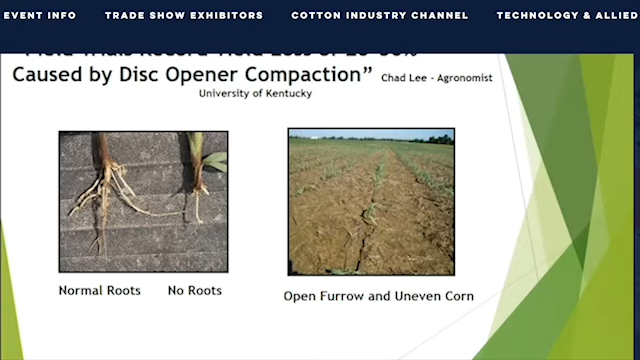 EVENT INFO TRADE SHOW EXHIBITORS COTTON INDUSTRY CHANNEL TECHNOLOGY & ALLIED
Caused by Disc Opener Compaction” Chad Lee - Agronomist
University of Kentucky
Normal Roots No Roots
Open Furrow and Uneven Corn